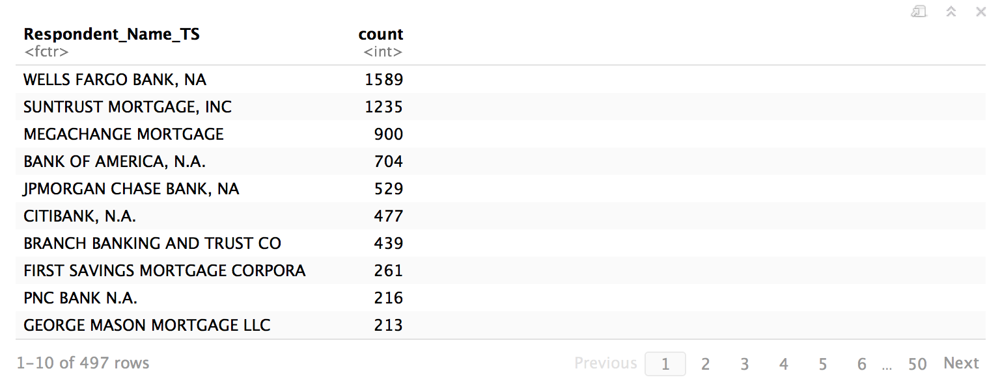 Respondent_Name_TS count
<fctr> <int>
WELLS FARGO BANK, NA 1589
SUNTRUST MORTGAGE, INC 1235
MEGACHANGE MORTGAGE 900
BANK OF AMERICA, N.A. 704
JPMORGAN CHASE BANK, NA 529
CITIBANK, N.A. 477
BRANCH BANKING AND TRUST CO 439
FIRST SAVINGS MORTGAGE CORPORA 261
PNC BANK N.A. 216
GEORGE MASON MORTGAGE LLC 213
1-10 of 497 rows Previous 1 2 3 4 5 6 ... 50 Next